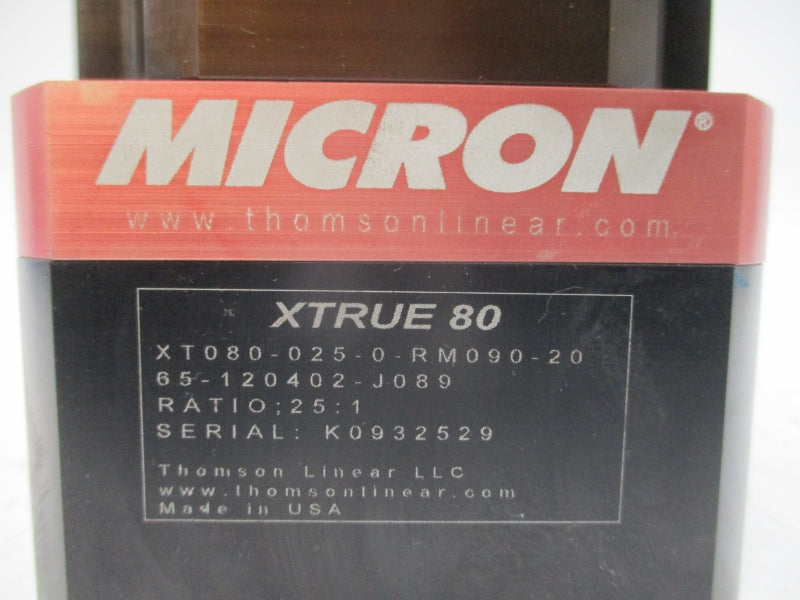 MICRON®
www.thomsonlinear.com
XTRUE 80
XT080-025-0-RM090-20
65-120402-J089
RATIO;25:1
SERIAL: K0932529
Thomson Linear LLC
www.thomsonlinear.com
Made in USA